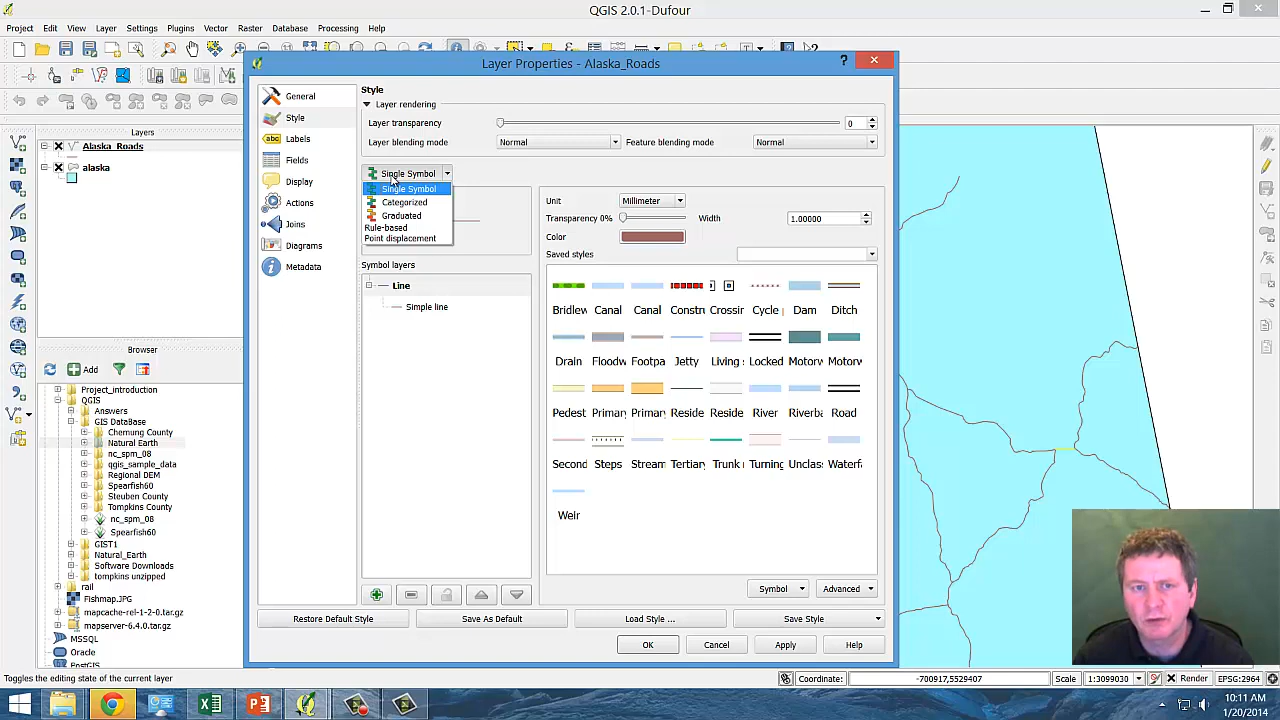 QGIS 2.0.1-Dufour
Project Edit View Layer Settings Plugins Vector Raster Database Processing Help
Layer Properties - Alaska_Roads
Layers
Alaska_Roads
alaska
Browser
Add
Project_introduction
QGIS
Answers
GIS DataBase
Chemung County
Natural Earth
nc_spm_08
qgis_sample_data
Regional DEM
Spearfish60
Steuben County
Tompkins County
nc_spm_08
Spearfish60
GIST1
Natural_Earth
Software Downloads
tompkins unzipped
rail
Fishmap.JPG
mapcache-rel-1-2-0.tar.gz
mapserver-6.4.0.tar.gz
MSSQL
Oracle
PostGIS
General
Style
abc Labels
Fields
Display
Actions
Joins
Diagrams
Metadata
Style
Layer rendering
Layer transparency 0
Layer blending mode Normal Feature blending mode Normal
Single Symbol
Single Symbol
Categorized
Graduated
Rule-based
Point displacement
Unit Millimeter
Transparency 0% Width 1.00000
Color
Saved styles
Symbol layers
Line
Simple line
Bridlew Canal Canal Constru Crossir Cycle Dam Ditch
Drain Floodw Footpa Jetty Living Locked Motorw Motorw
Pedest Primar Primar Reside Reside River Riverba Road
Second Steps Stream Tertiary Trunk Turning Unclas Waterf
Weir
Symbol Advanced
Restore Default Style Save As Default Load Style ... Save Style
OK Cancel Apply Help
Toggles the editing state of the current layer
Coordinate: -700917,5529407 Scale 1:3099030 Render EPSG:2964
10:11 AM
1/20/2014